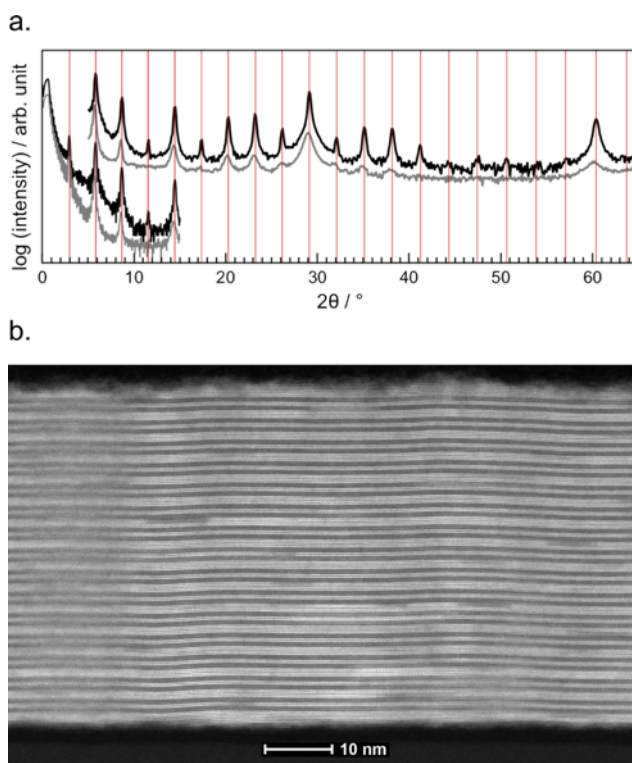 a.
log (intensity) / arb. unit
0 10 20 30 40 50 60
2θ / °
b.
10 nm